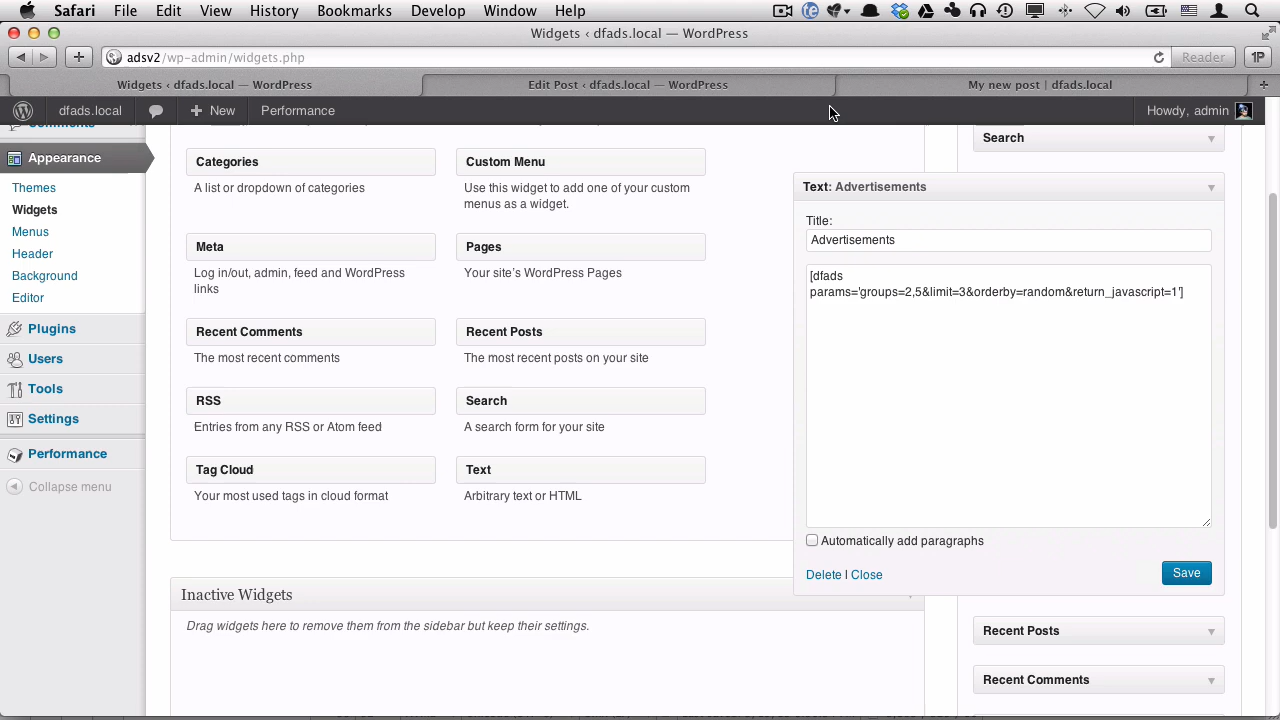 Safari File Edit View History Bookmarks Develop Window Help
Widgets ‹ dfads.local — WordPress
adsv2/wp-admin/widgets.php
Reader
1P
Widgets ‹ dfads.local — WordPress
Edit Post ‹ dfads.local — WordPress
My new post | dfads.local
dfads.local
New
Performance
Howdy, admin
Comments
Appearance
Themes
Widgets
Menus
Header
Background
Editor
Plugins
Users
Tools
Settings
Performance
Collapse menu
Categories
A list or dropdown of categories
Custom Menu
Use this widget to add one of your custom
menus as a widget.
Meta
Log in/out, admin, feed and WordPress
links
Pages
Your site's WordPress Pages
Recent Comments
The most recent comments
Recent Posts
The most recent posts on your site
RSS
Entries from any RSS or Atom feed
Search
A search form for your site
Tag Cloud
Your most used tags in cloud format
Text
Arbitrary text or HTML
Inactive Widgets
Drag widgets here to remove them from the sidebar but keep their settings.
Search
Text: Advertisements
Title:
Advertisements
[dfads
params='groups=2,5&limit=3&orderby=random&return_javascript=1']
Automatically add paragraphs
Delete | Close
Save
Recent Posts
Recent Comments